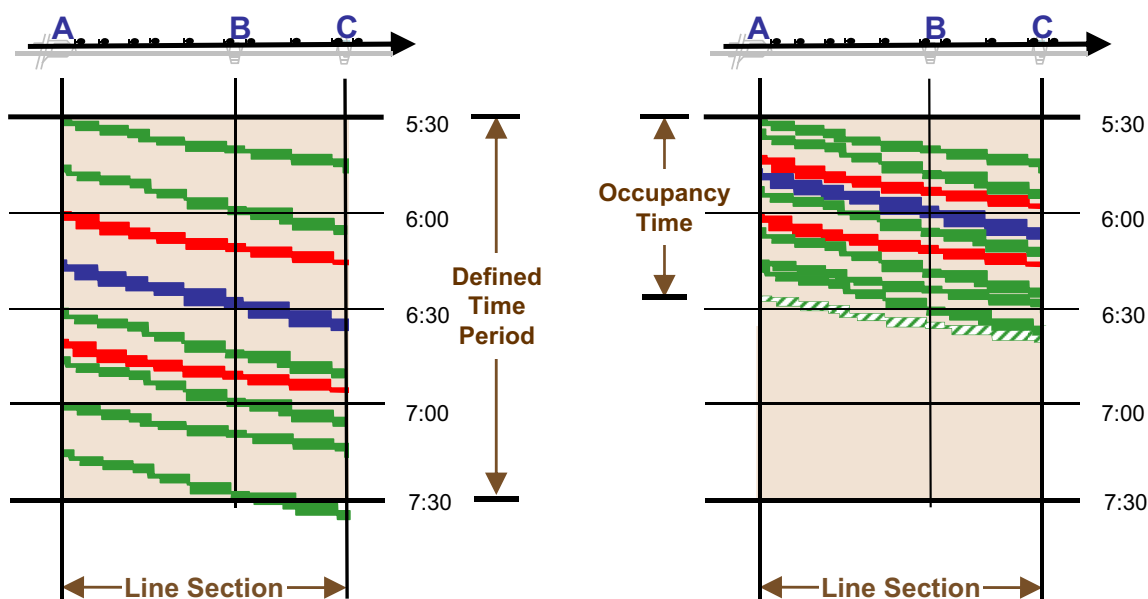 A B C
5:30
6:00
6:30
7:00
7:30
Defined
Time
Period
Line Section
A B C
5:30
6:00
6:30
7:00
7:30
Occupancy
Time
Line Section